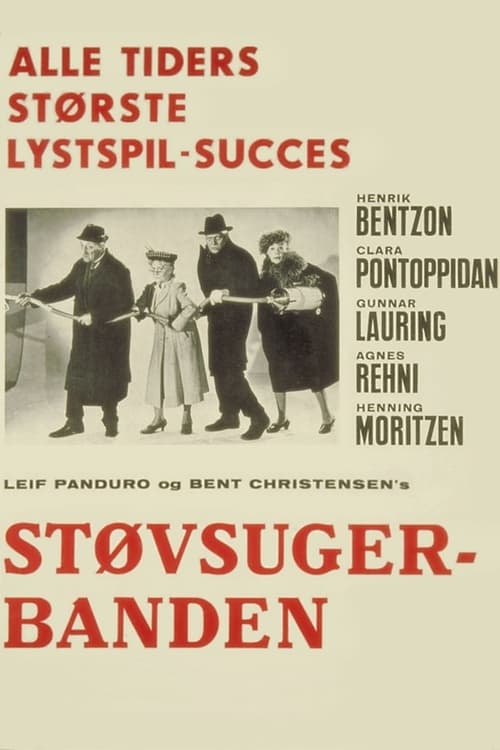 ALLE TIDERS
STØRSTE
LYSTSPIL-SUCCES
HENRIK
BENTZON
CLARA
PONTOPPIDAN
GUNNAR
LAURING
AGNES
REHNI
HENNING
MORITZEN
LEIF PANDURO og BENT CHRISTENSEN's
STØVSUGER-
BANDEN